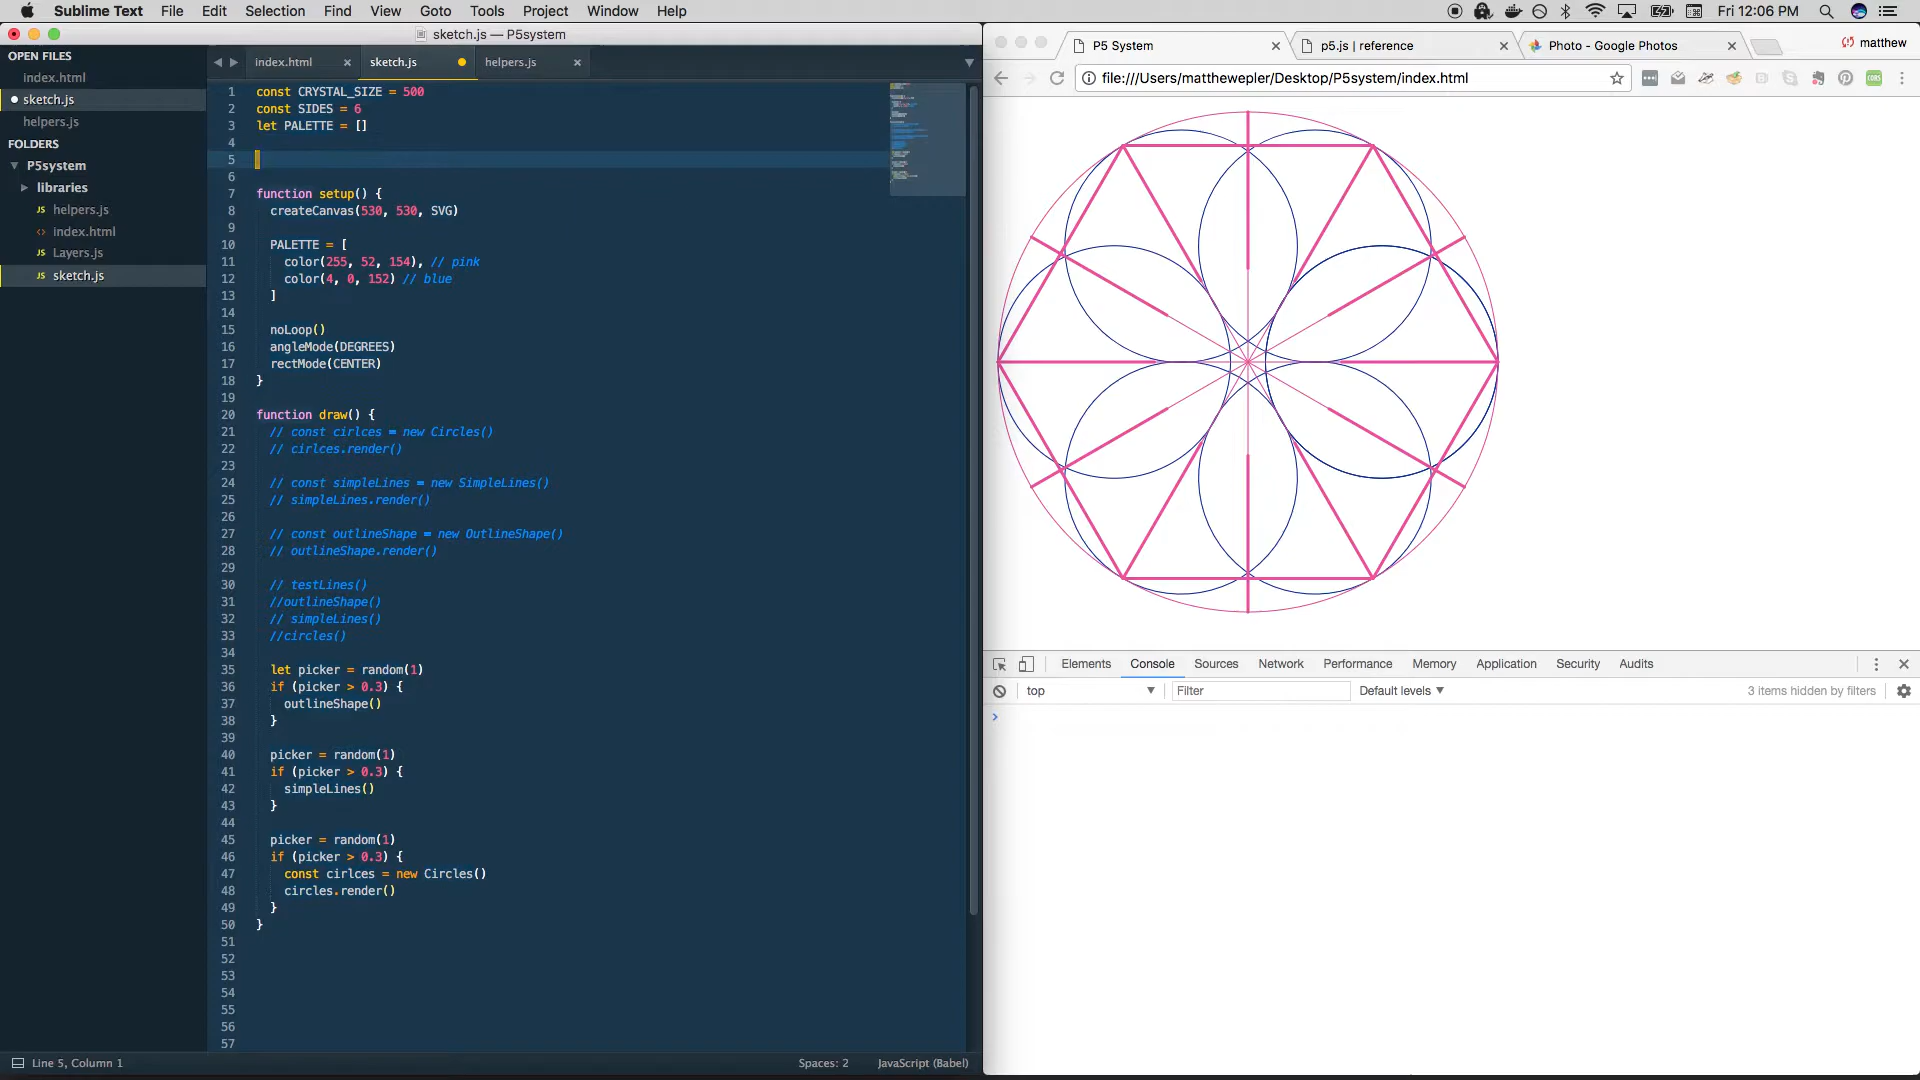 Sublime Text File Edit Selection Find View Goto Tools Project Window Help
Fri 12:06 PM
sketch.js — P5system
OPEN FILES
index.html
sketch.js
helpers.js
FOLDERS
P5system
libraries
JS helpers.js
<> index.html
JS Layers.js
JS sketch.js
index.html
sketch.js
helpers.js
1 const CRYSTAL_SIZE = 500
2 const SIDES = 6
3 let PALETTE = []
4
5
6
7 function setup() {
8 createCanvas(530, 530, SVG)
9
10 PALETTE = [
11 color(255, 52, 154), // pink
12 color(4, 0, 152) // blue
13 ]
14
15 noLoop()
16 angleMode(DEGREES)
17 rectMode(CENTER)
18 }
19
20 function draw() {
21 // const cirlces = new Circles()
22 // cirlces.render()
23
24 // const simpleLines = new SimpleLines()
25 // simpleLines.render()
26
27 // const outlineShape = new OutlineShape()
28 // outlineShape.render()
29
30 // testLines()
31 //outlineShape()
32 // simpleLines()
33 //circles()
34
35 let picker = random(1)
36 if (picker > 0.3) {
37 outlineShape()
38 }
39
40 picker = random(1)
41 if (picker > 0.3) {
42 simpleLines()
43 }
44
45 picker = random(1)
46 if (picker > 0.3) {
47 const cirlces = new Circles()
48 circles.render()
49 }
50 }
51
52
53
54
55
56
57
Line 5, Column 1
Spaces: 2
JavaScript (Babel)
P5 System
p5.js | reference
Photo - Google Photos
matthew
file:///Users/matthewepler/Desktop/P5system/index.html
Elements Console Sources Network Performance Memory Application Security Audits
top
Filter
Default levels
3 items hidden by filters